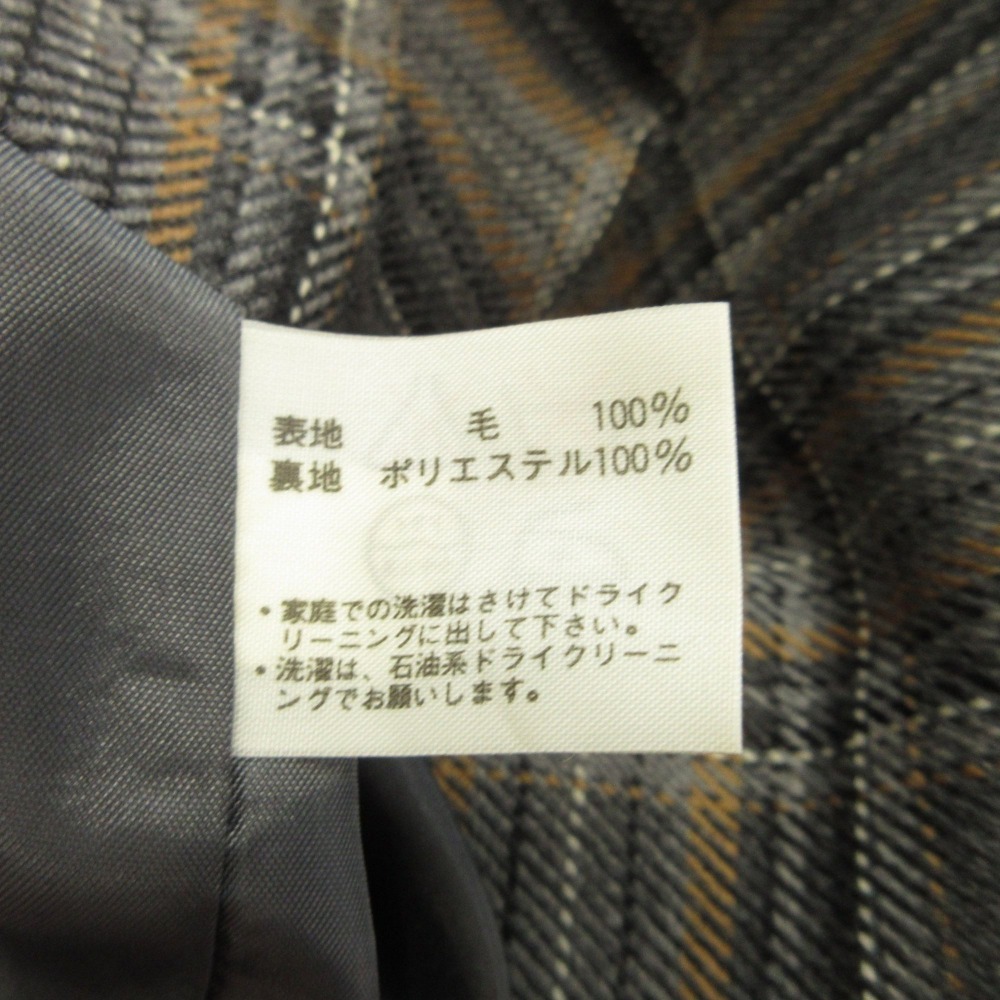 表地 毛 100%
裏地 ポリエステル100%
・家庭での洗濯はさけてドライク
リーニングに出して下さい。
・洗濯は、石油系ドライクリーニ
ングでお願いします。